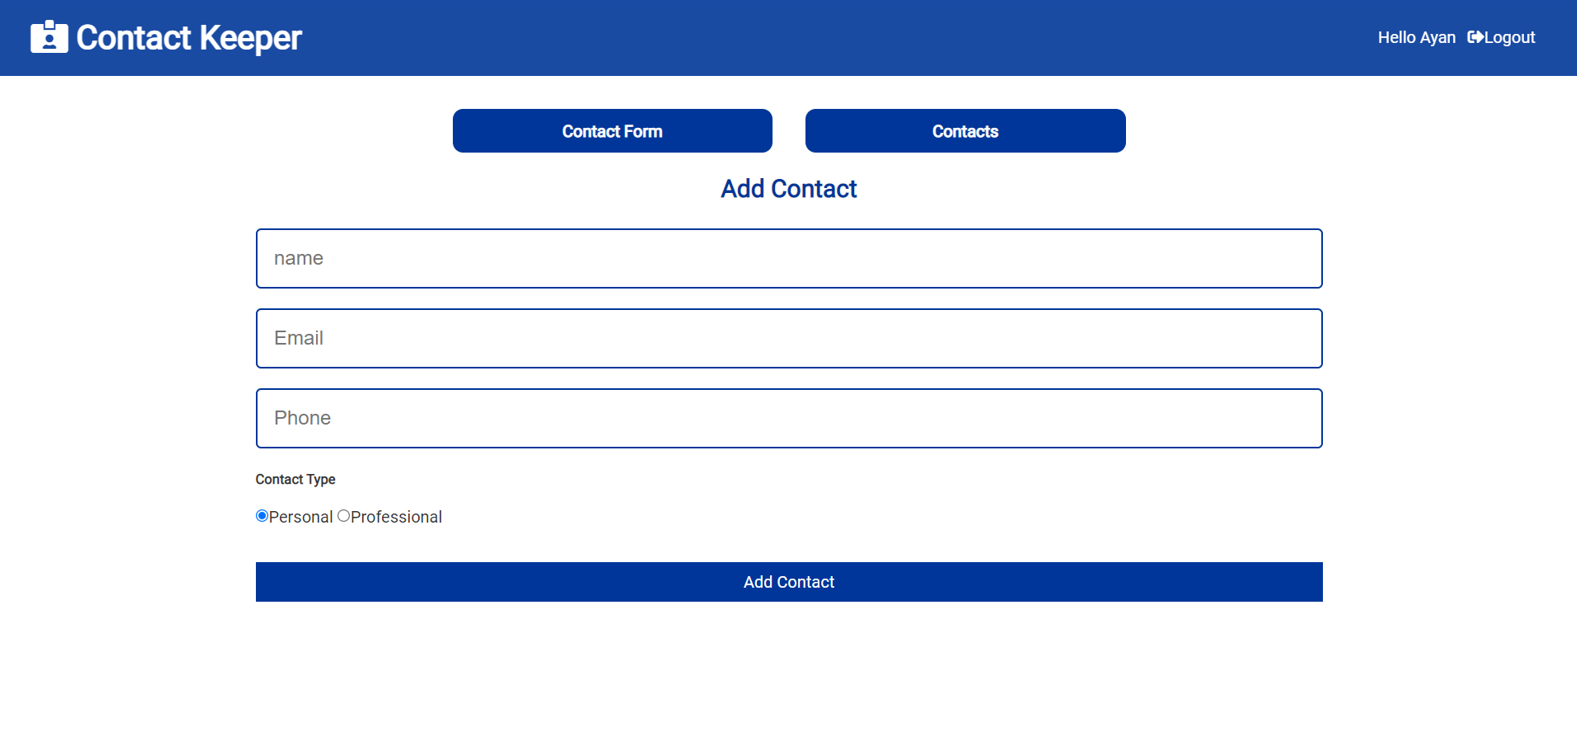 Contact Keeper
Hello Ayan Logout
Contact Form Contacts
Add Contact
name
Email
Phone
Contact Type
Personal Professional
Add Contact